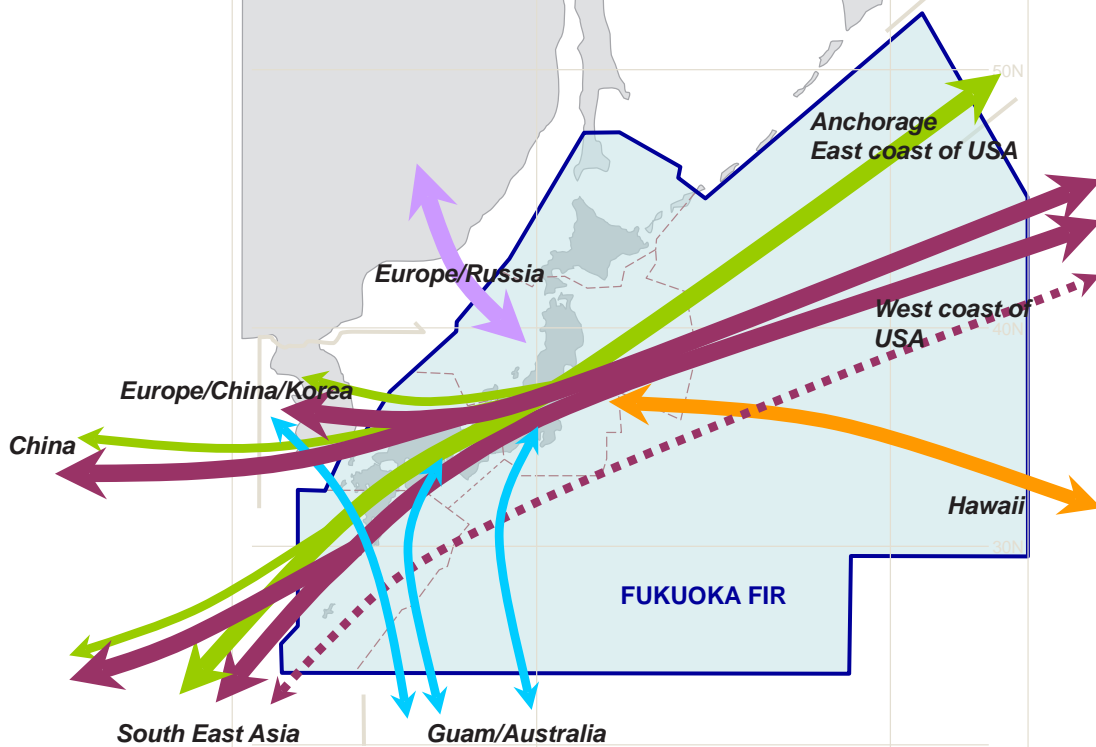 50N
Anchorage
East coast of USA
Europe/Russia
West coast of
USA
40N
Europe/China/Korea
China
Hawaii
30N
FUKUOKA FIR
South East Asia
Guam/Australia